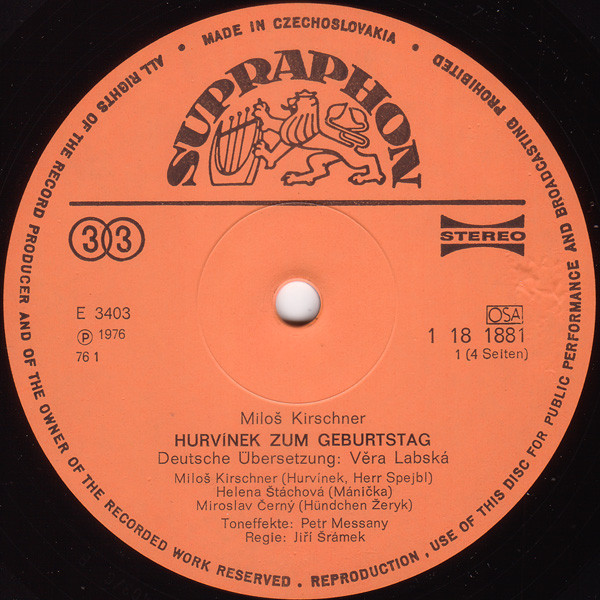 ALL RIGHTS OF THE RECORD PRODUCER AND OF THE OWNER OF THE RECORDED WORK RESERVED . REPRODUCTION , USE OF THIS DISC FOR PUBLIC PERFORMANCE AND BROADCASTING PROHIBITED
• MADE IN CZECHOSLOVAKIA •
SUPRAPHON
33
STEREO
E 3403
OSA
Ⓟ 1976
1 18 1881
76 1
1 (4 Seiten)
Miloš Kirschner
HURVÍNEK ZUM GEBURTSTAG
Deutsche Übersetzung: Věra Labská
Miloš Kirschner (Hurvínek, Herr Spejbl)
Helena Štáchová (Mánička)
Miroslav Černý (Hündchen Žeryk)
Toneffekte: Petr Messany
Regie: Jiří Šrámek